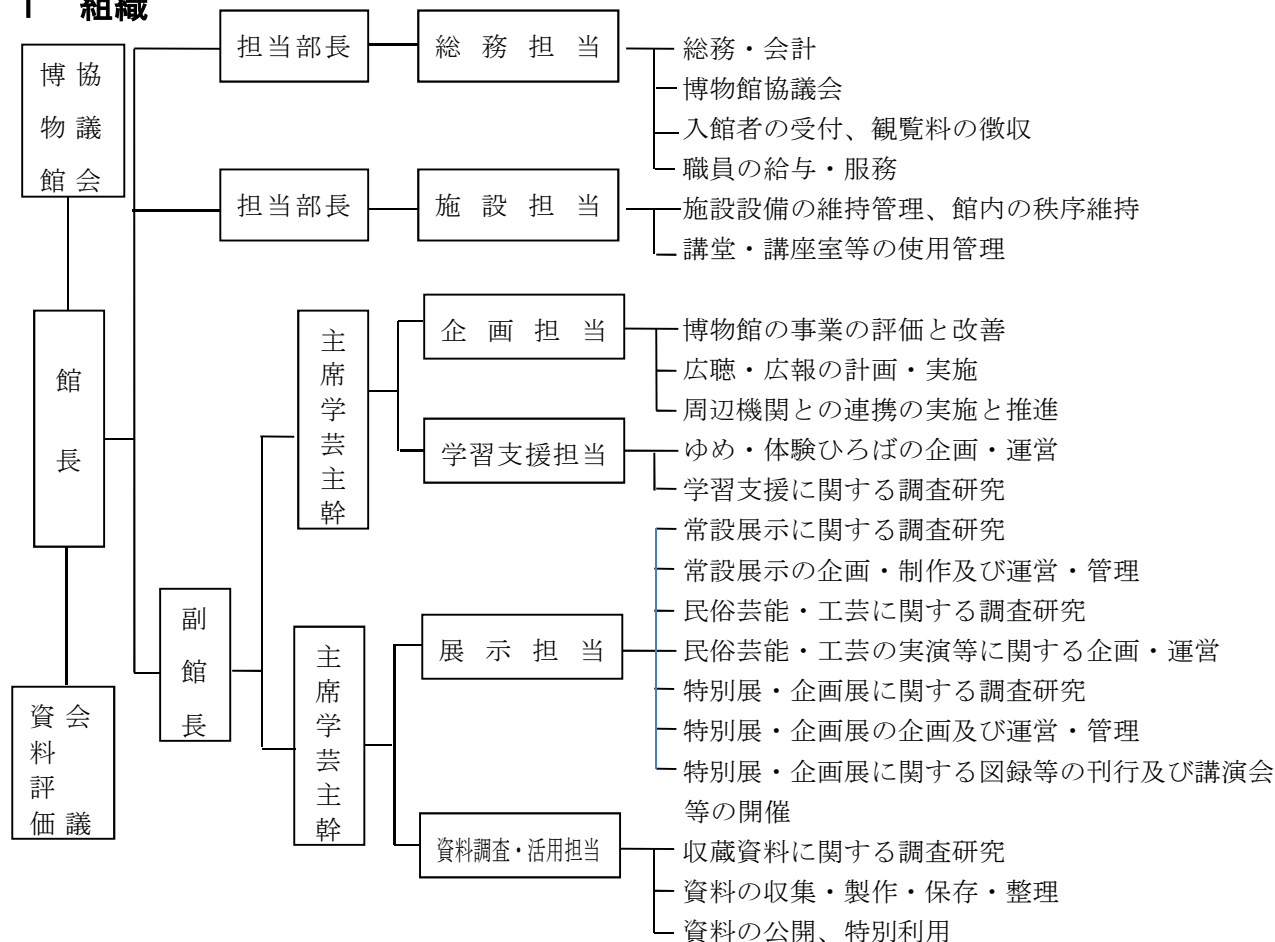 1 組織
博物館協議会
館長
資料評価会議
副館長
担当部長
総務担当
総務・会計
博物館協議会
入館者の受付、観覧料の徴収
職員の給与・服務
担当部長
施設担当
施設設備の維持管理、館内の秩序維持
講堂・講座室等の使用管理
主席学芸主幹
企画担当
博物館の事業の評価と改善
広聴・広報の計画・実施
周辺機関との連携の実施と推進
学習支援担当
ゆめ・体験ひろばの企画・運営
学習支援に関する調査研究
主席学芸主幹
展示担当
常設展示に関する調査研究
常設展示の企画・制作及び運営・管理
民俗芸能・工芸に関する調査研究
民俗芸能・工芸の実演等に関する企画・運営
特別展・企画展に関する調査研究
特別展・企画展の企画及び運営・管理
特別展・企画展に関する図録等の刊行及び講演会
等の開催
資料調査・活用担当
収蔵資料に関する調査研究
資料の収集・製作・保存・整理
資料の公開、特別利用